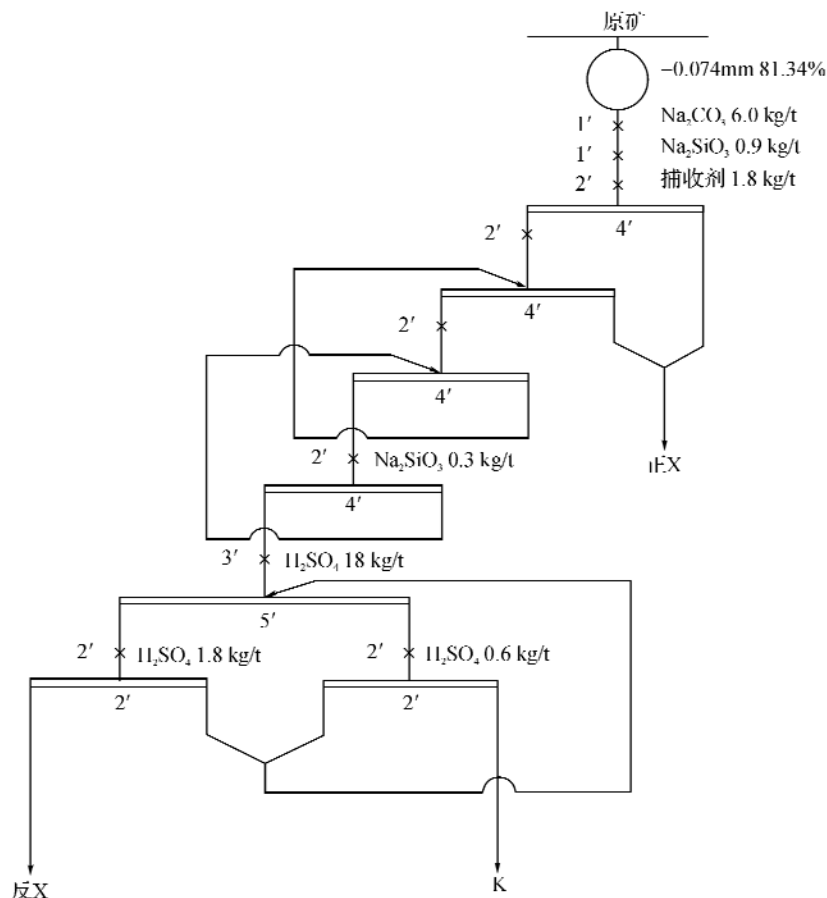 原矿
−0.074mm 81.34%
1′ Na₂CO₃ 6.0 kg/t
1′ Na₂SiO₃ 0.9 kg/t
2′ 捕收剂 1.8 kg/t
4′
2′
4′
2′
4′
2′ Na₂SiO₃ 0.3 kg/t
正X
4′
3′ H₂SO₄ 18 kg/t
5′
2′ H₂SO₄ 1.8 kg/t
2′ H₂SO₄ 0.6 kg/t
2′
2′
反X
K